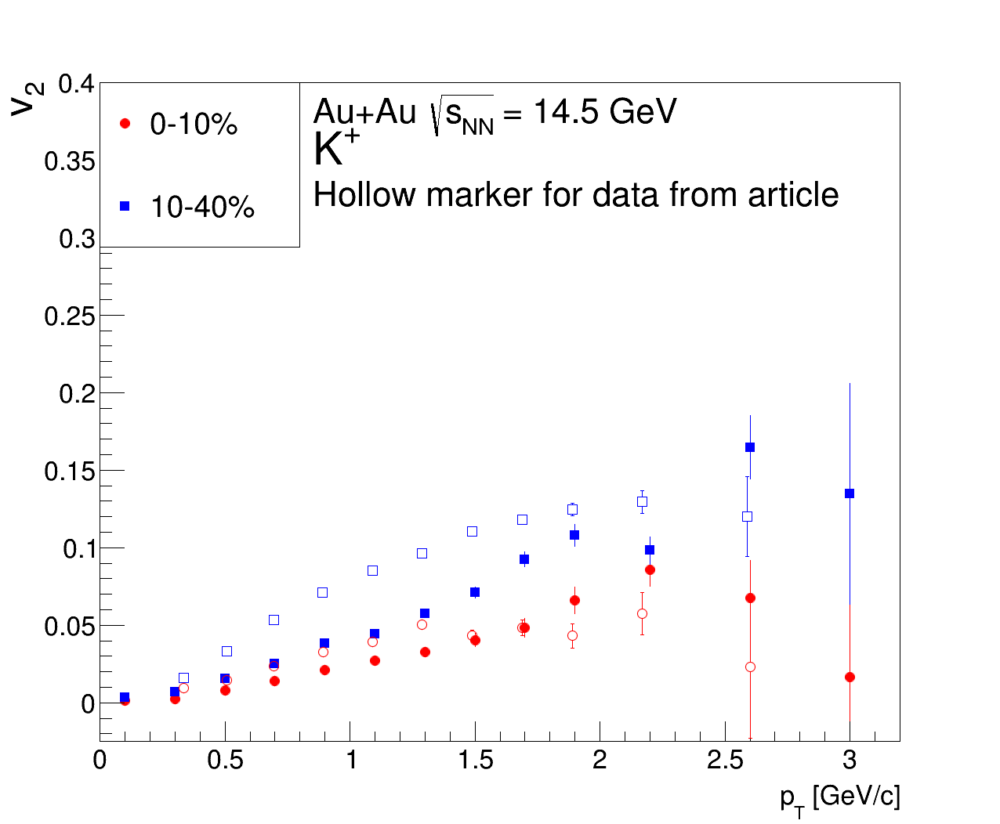 v2
0.4
0.35
0.3
0.25
0.2
0.15
0.1
0.05
0
0-10%
10-40%
Au+Au √sNN = 14.5 GeV
K+
Hollow marker for data from article
0 0.5 1 1.5 2 2.5 3
pT [GeV/c]